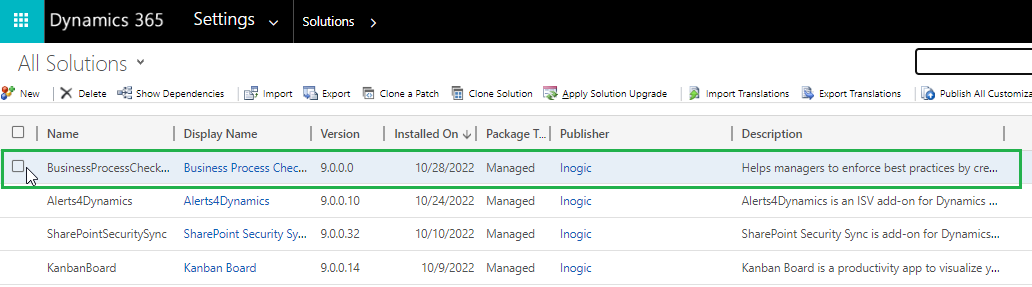 Dynamics 365 Settings Solutions
All Solutions
New Delete Show Dependencies Import Export Clone a Patch Clone Solution Apply Solution Upgrade Import Translations Export Translations Publish All Customiza
Name Display Name Version Installed On Package T... Publisher Description
BusinessProcessCheck... Business Process Chec... 9.0.0.0 10/28/2022 Managed Inogic Helps managers to enforce best practices by cre...
Alerts4Dynamics Alerts4Dynamics 9.0.0.10 10/24/2022 Managed Inogic Alerts4Dynamics is an ISV add-on for Dynamics ...
SharePointSecuritySync SharePoint Security Sy... 9.0.0.32 10/10/2022 Managed Inogic SharePoint Security Sync is add-on for Dynamics...
KanbanBoard Kanban Board 9.0.0.14 10/9/2022 Managed Inogic Kanban Board is a productivity app to visualize y...